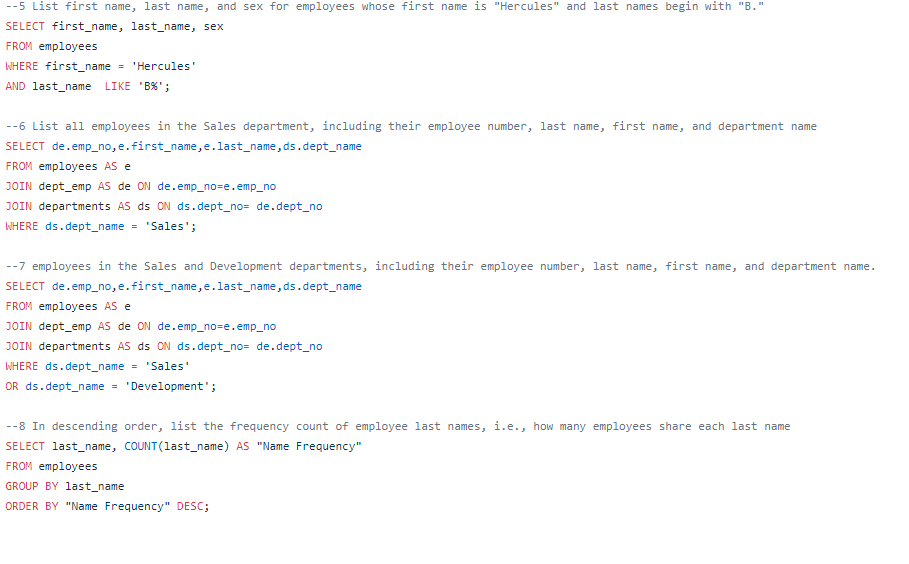 --5 List first name, last name, and sex for employees whose first name is "Hercules" and last names begin with "B."
SELECT first_name, last_name, sex
FROM employees
WHERE first_name = 'Hercules'
AND last_name  LIKE 'B%';
--6 List all employees in the Sales department, including their employee number, last name, first name, and department name
SELECT de.emp_no,e.first_name,e.last_name,ds.dept_name
FROM employees AS e
JOIN dept_emp AS de ON de.emp_no=e.emp_no
JOIN departments AS ds ON ds.dept_no= de.dept_no
WHERE ds.dept_name = 'Sales';
--7 employees in the Sales and Development departments, including their employee number, last name, first name, and department name.
SELECT de.emp_no,e.first_name,e.last_name,ds.dept_name
FROM employees AS e
JOIN dept_emp AS de ON de.emp_no=e.emp_no
JOIN departments AS ds ON ds.dept_no= de.dept_no
WHERE ds.dept_name = 'Sales'
OR ds.dept_name = 'Development';
--8 In descending order, list the frequency count of employee last names, i.e., how many employees share each last name
SELECT last_name, COUNT(last_name) AS "Name Frequency"
FROM employees
GROUP BY last_name
ORDER BY "Name Frequency" DESC;